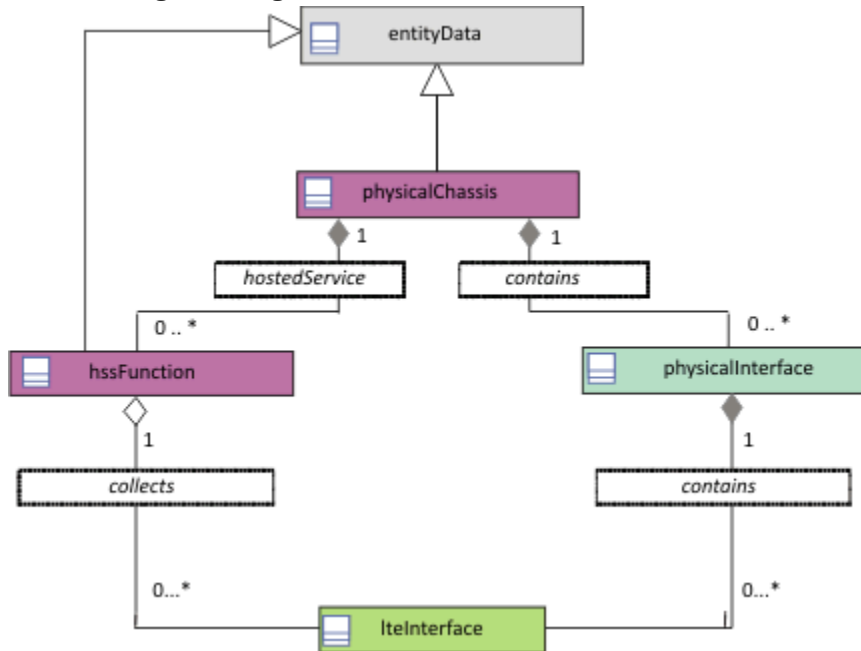 entityData
physicalChassis
1
1
hostedService
contains
0 .. *
0 .. *
hssFunction
physicalInterface
1
1
collects
contains
0...*
0...*
lteInterface